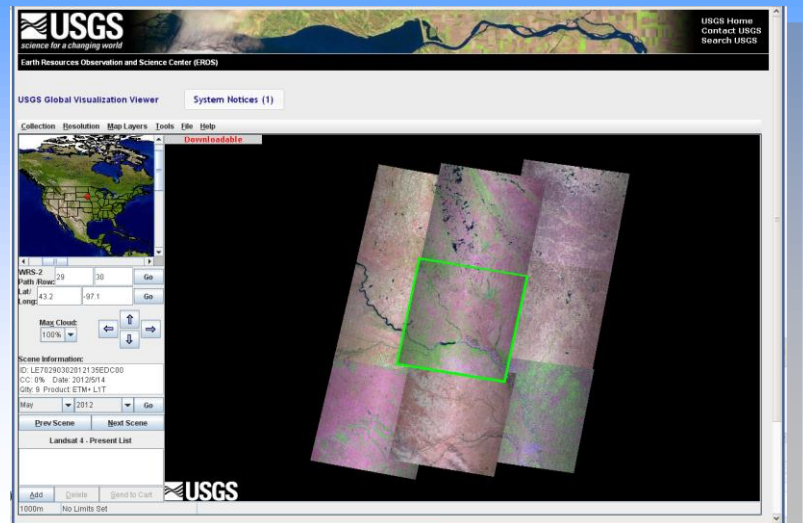 USGS
science for a changing world
USGS Home
Contact USGS
Search USGS
Earth Resources Observation and Science Center (EROS)
USGS Global Visualization Viewer
System Notices (1)
Collection Resolution Map Layers Tools File Help
Downloadable
WRS-2
Path /Row: 29 30 Go
Lat/
Long: 43.2 -97.1 Go
Max Cloud:
100%
Scene Information:
ID: LE70290302012135EDC00
CC: 0% Date: 2012/5/14
Qlty: 9 Product: ETM+ L1T
May 2012 Go
Prev Scene Next Scene
Landsat 4 - Present List
Add Delete Send to Cart
USGS
1000m No Limits Set